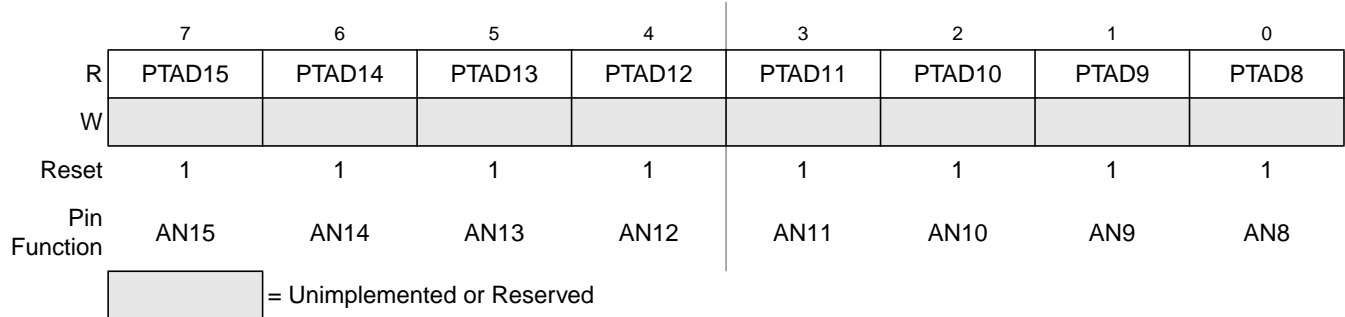 7 6 5 4 3 2 1 0
R PTAD15 PTAD14 PTAD13 PTAD12 PTAD11 PTAD10 PTAD9 PTAD8
W
Reset 1 1 1 1 1 1 1 1
Pin
Function AN15 AN14 AN13 AN12 AN11 AN10 AN9 AN8
= Unimplemented or Reserved